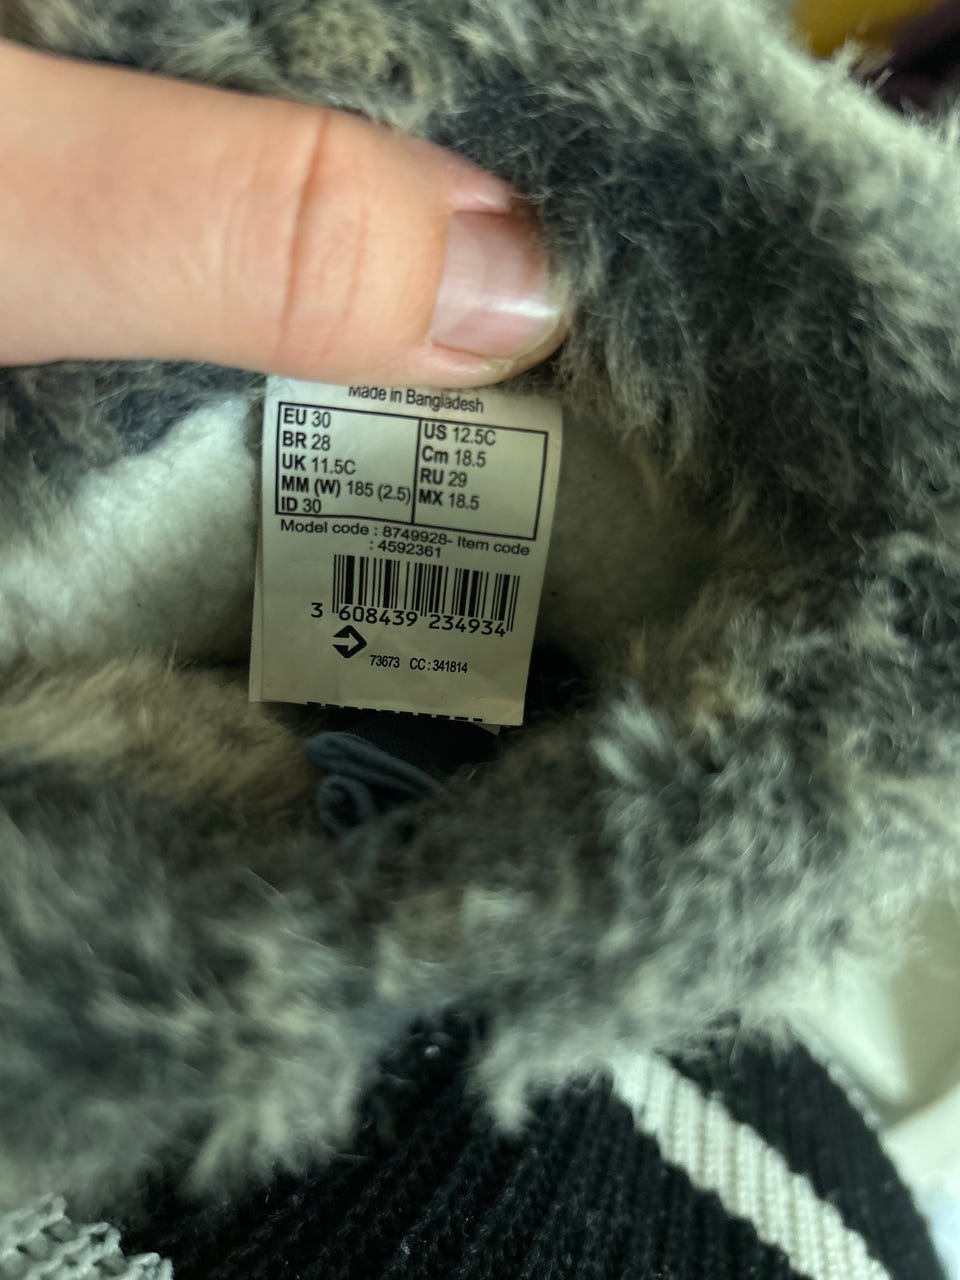 Made in Bangladesh
EU 30
BR 28
UK 11.5C
MM (W) 185 (2.5)
ID 30
US 12.5C
Cm 18.5
RU 29
MX 18.5
Model code : 8749928- Item code
: 4592361
3 608439 234934
73673 CC : 341814